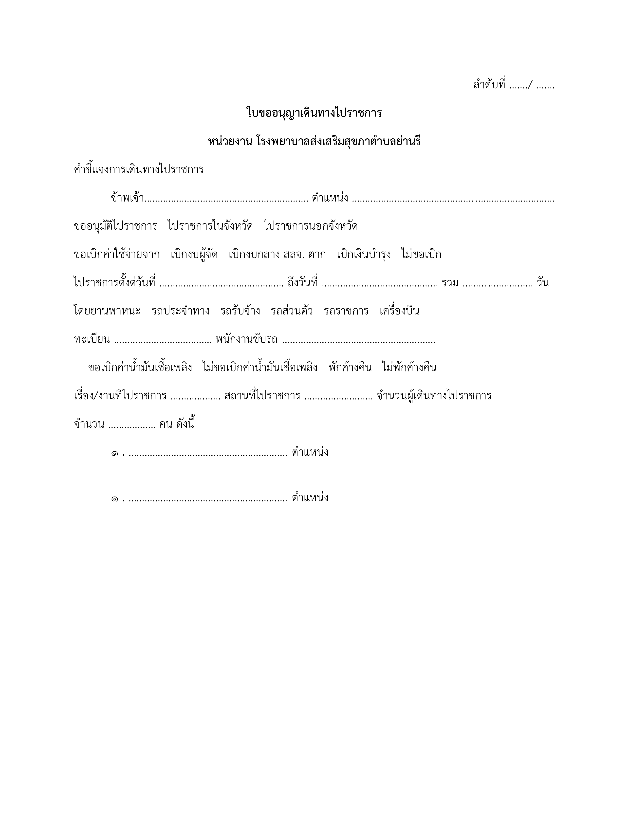 ลำดับที่ ......./ .......
ใบขออนุญาเดินทางไปราชการ
หน่วยงาน โรงพยาบาลส่งเสริมสุขภาตำบลย่านรี
คำชี้แจงการเดินทางไปราชการ
ข้าพเจ้า.............................................................. ตำแหน่ง ............................................................................
ขออนุมัติไปราชการ ไปราชการในจังหวัด ไปราชการนอกจังหวัด
ขอเบิกค่าใช้จ่ายจาก เบิกงบผู้จัด เบิกงบกลาง สสจ. ตาก เบิกเงินบำรุง ไม่ขอเบิก
ไปราชการตั้งแต่วันที่ ............................................... ถึงวันที่ ........................................... รวม .......................... วัน
โดยยานพาหนะ รถประจำทาง รถรับจ้าง รถส่วนตัว รถราชการ เครื่องบิน
ทะเบียน ..................................... พนักงานขับรถ ..........................................................
ขอเบิกค่าน้ำมันเชื้อเพลิง ไม่ขอเบิกค่าน้ำมันเชื้อเพลิง พักค้างคืน ไม่พักค้างคืน
เรื่อง/งานที่ไปราชการ ................... สถานที่ไปราชการ .......................... จำนวนผู้เดินทางไปราชการ
จำนวน .................. คน ดังนี้
๑ . ............................................................ ตำแหน่ง
๑ . ............................................................ ตำแหน่ง